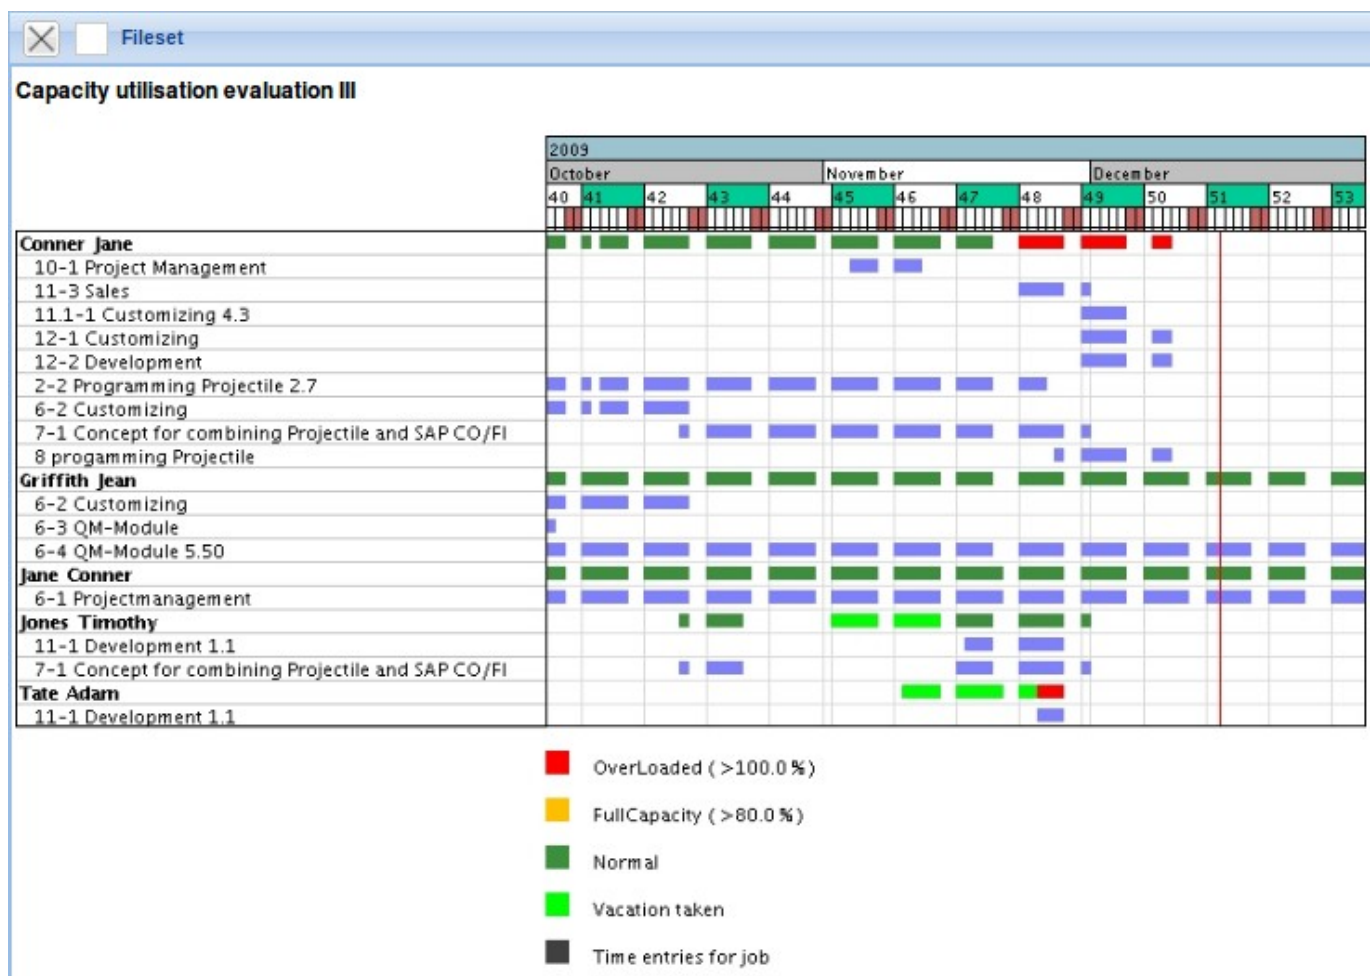 Fileset
Capacity utilisation evaluation III
2009
October November December
40 41 42 43 44 45 46 47 48 49 50 51 52 53
Conner Jane
10-1 Project Management
11-3 Sales
11.1-1 Customizing 4.3
12-1 Customizing
12-2 Development
2-2 Programming Projectile 2.7
6-2 Customizing
7-1 Concept for combining Projectile and SAP CO/FI
8 progamming Projectile
Griffith Jean
6-2 Customizing
6-3 QM-Module
6-4 QM-Module 5.50
Jane Conner
6-1 Projectmanagement
Jones Timothy
11-1 Development 1.1
7-1 Concept for combining Projectile and SAP CO/FI
Tate Adam
11-1 Development 1.1
OverLoaded (>100.0%)
FullCapacity (>80.0%)
Normal
Vacation taken
Time entries for job